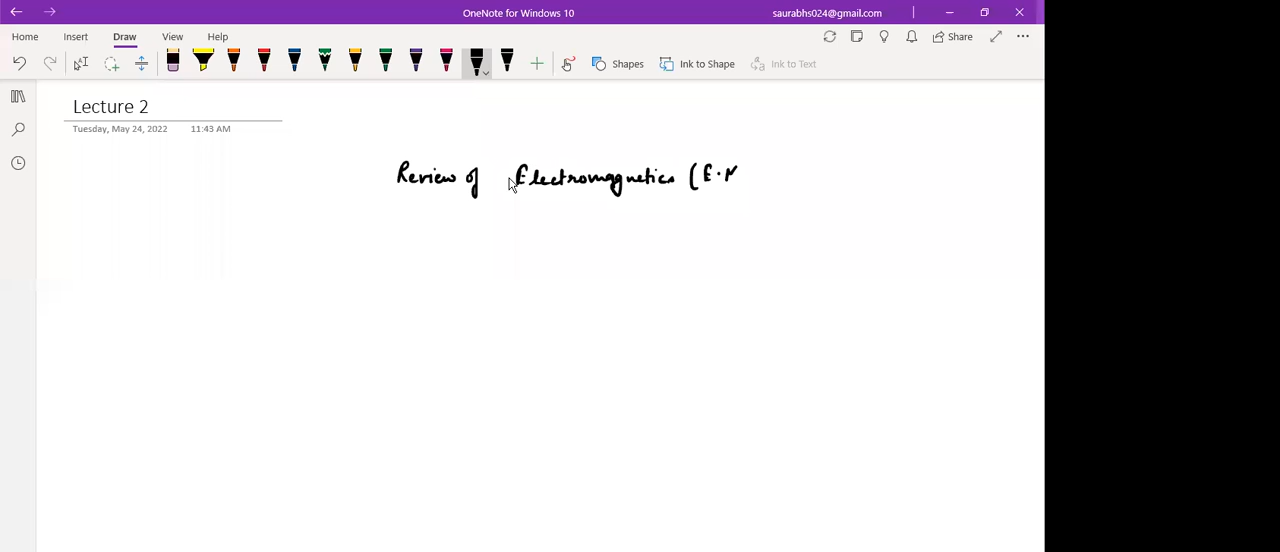 OneNote for Windows 10
saurabhs024@gmail.com
Home Insert Draw View Help
Share
Shapes Ink to Shape Ink to Text
Lecture 2
Tuesday, May 24, 2022 11:43 AM
Review of Electromagnetics (E.M